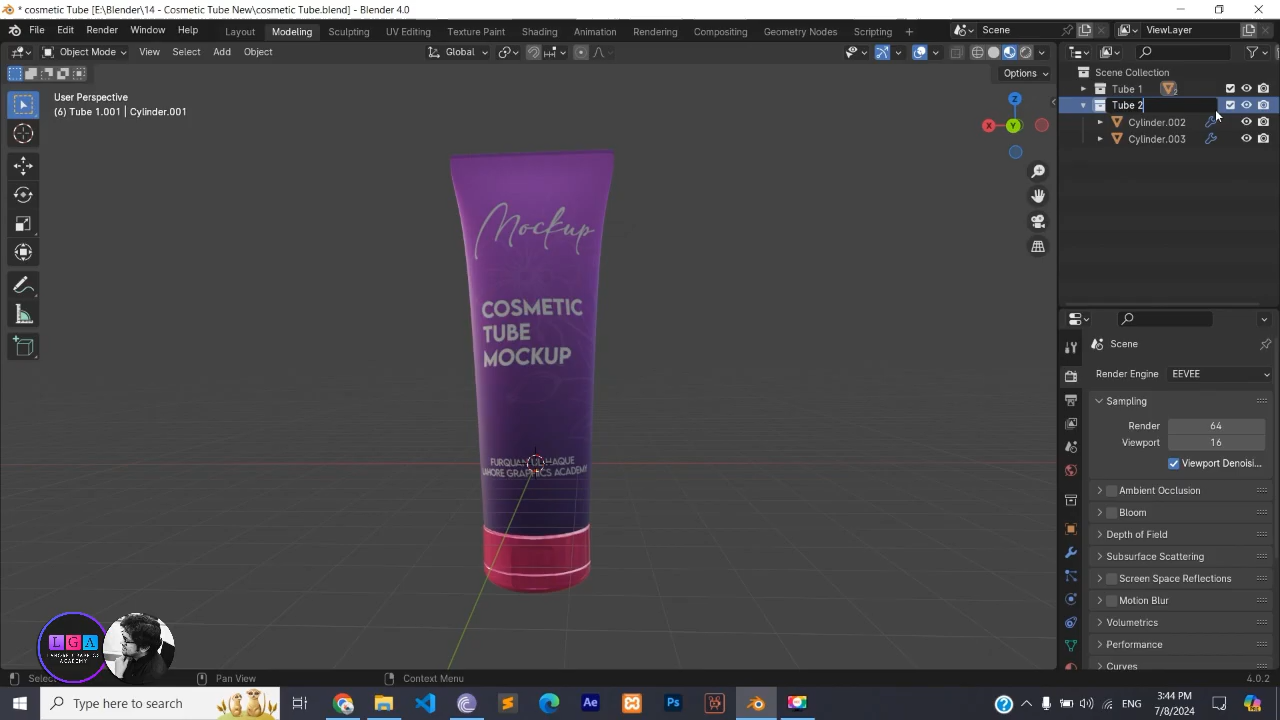 * cosmetic Tube [E:\Blender\14 - Cosmetic Tube New\cosmetic Tube.blend] - Blender 4.0
File Edit Render Window Help Layout Modeling Sculpting UV Editing Texture Paint Shading Animation Rendering Compositing Geometry Nodes Scripting + Scene ViewLayer
Object Mode View Select Add Object Global
Options
User Perspective
(6) Tube 1.001 | Cylinder.001
Z
X
Y
Mockup
COSMETIC
TUBE
MOCKUP
LGA
Scene Collection
Tube 1
Tube 2
Cylinder.002
Cylinder.003
Scene
Render Engine EEVEE
Sampling
Render 64
Viewport 16
Viewport Denoisi...
Ambient Occlusion
Bloom
Depth of Field
Subsurface Scattering
Screen Space Reflections
Motion Blur
Volumetrics
Performance
Curves
Select Pan View Context Menu 4.0.2
Type here to search
Ae
Ps
ENG
3:44 PM
7/8/2024